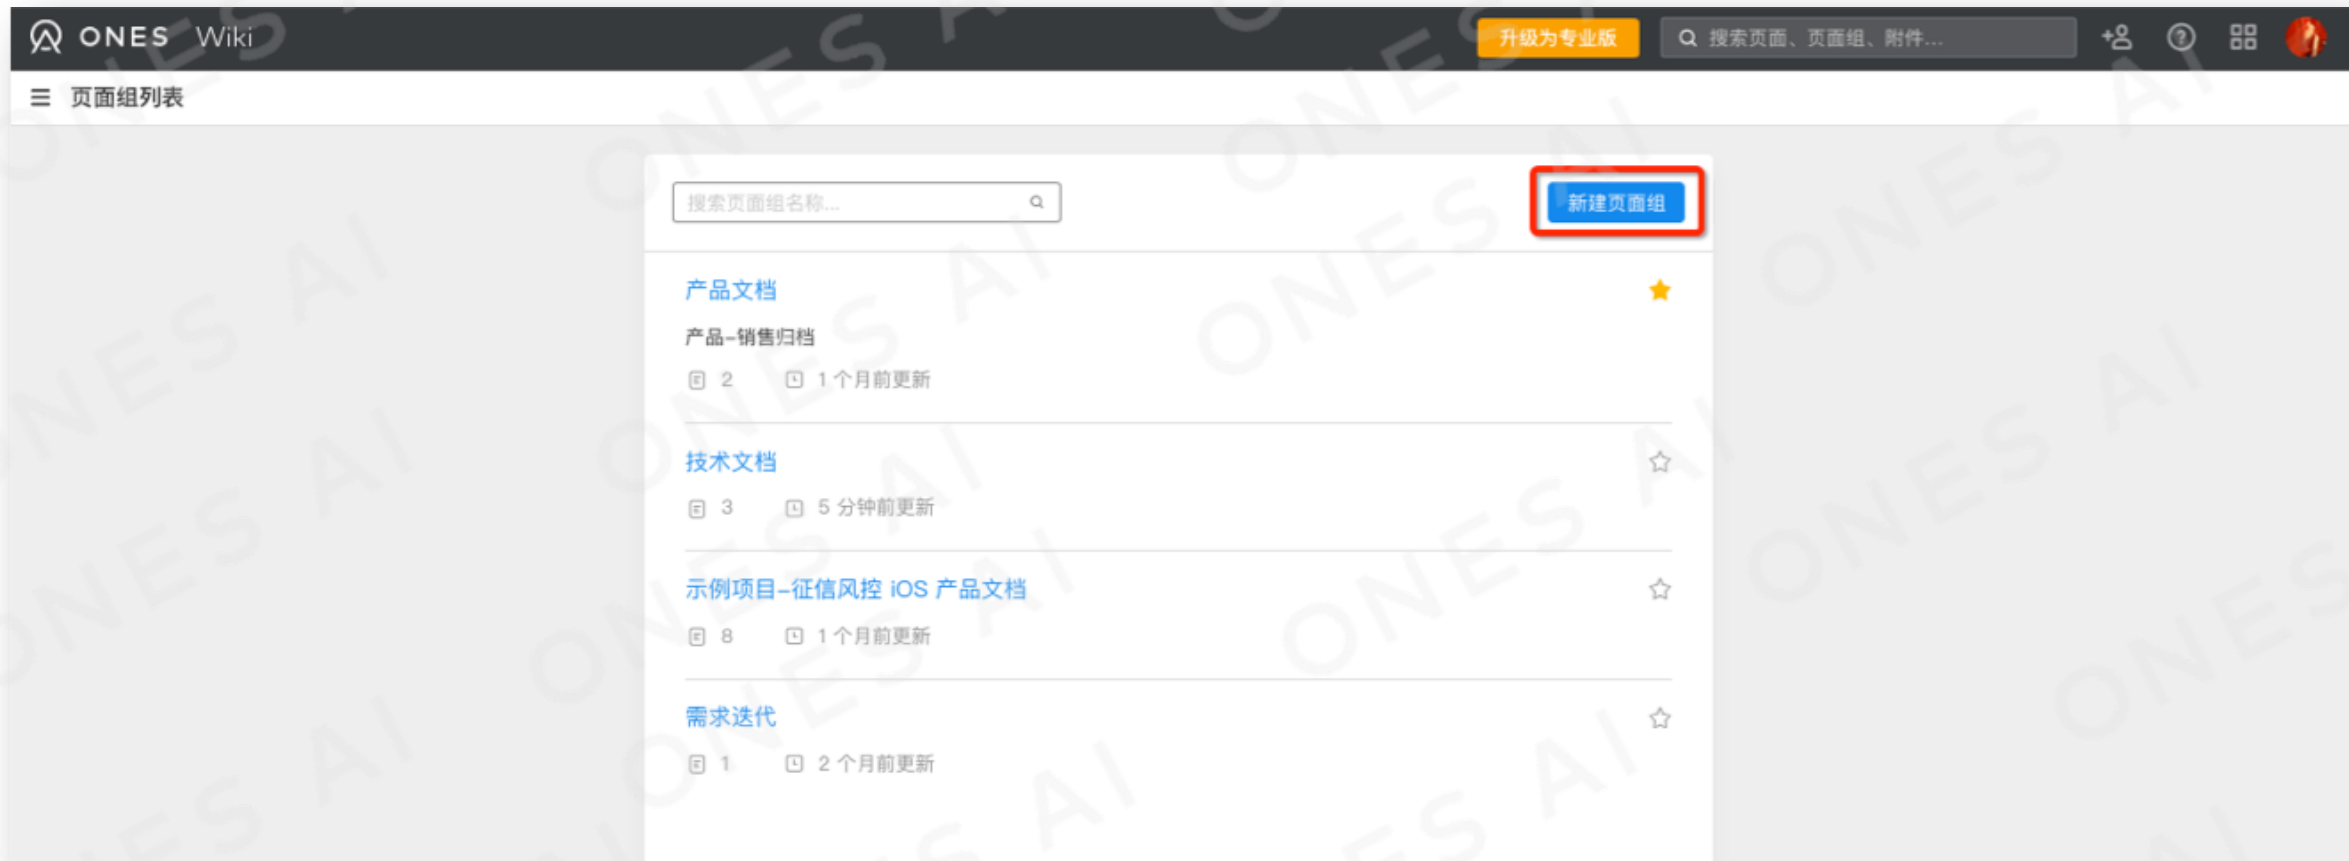 ONES Wiki 升级为专业版 搜索页面、页面组、附件...
页面组列表
搜索页面组名称... 新建页面组
产品文档
产品-销售归档
2 1 个月前更新
技术文档
3 5 分钟前更新
示例项目-征信风控 iOS 产品文档
8 1 个月前更新
需求迭代
1 2 个月前更新
ONES AI